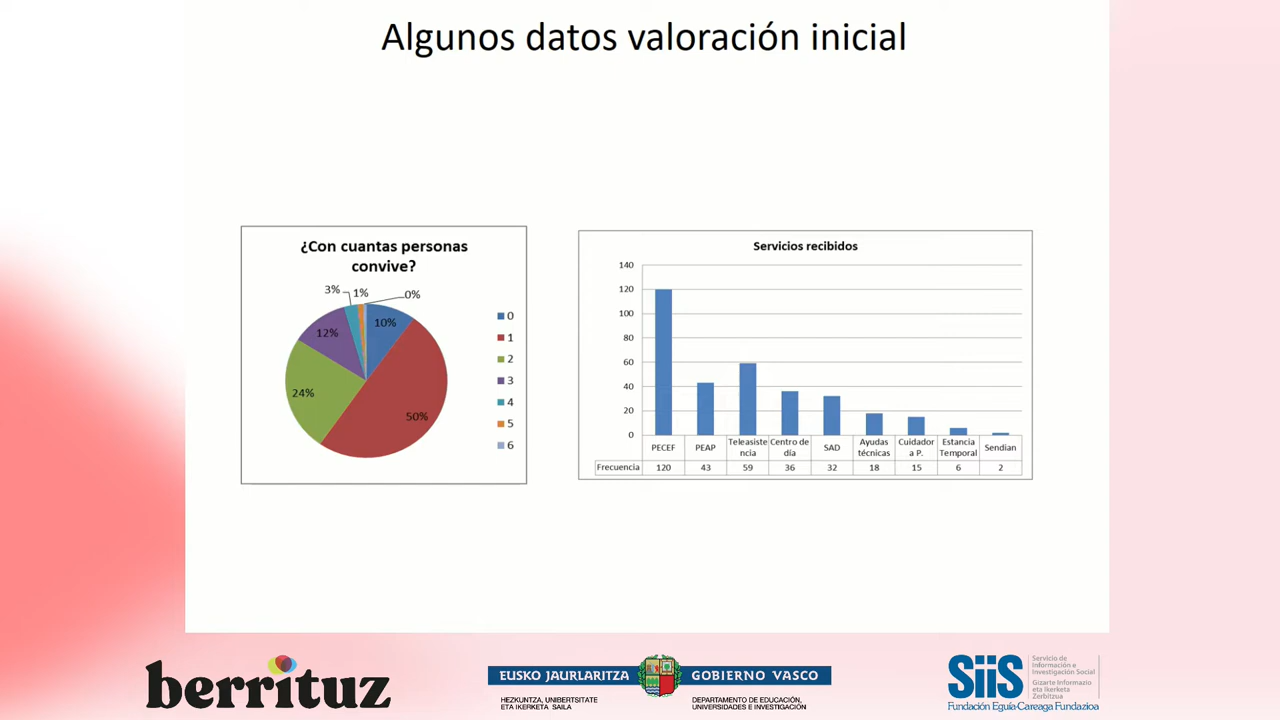 Algunos datos valoración inicial
¿Con cuantas personas
convive?
3%
1%
0%
10%
12%
24%
50%
0
1
2
3
4
5
6
Servicios recibidos
140
120
100
80
60
40
20
0
PECEF
PEAP
Teleasiste
ncia
Centro de
día
SAD
Ayudas
técnicas
Cuidador
a P.
Estancia
Temporal
Sendian
Frecuencia 120 43 59 36 32 18 15 6 2
berrituz
EUSKO JAURLARITZA
GOBIERNO VASCO
HEZKUNTZA, UNIBERTSITATE
ETA IKERKETA SAILA
DEPARTAMENTO DE EDUCACIÓN,
UNIVERSIDADES E INVESTIGACIÓN
SiiS
Servicio de
Información e
Investigación Social
Gizarte Informazio
eta Ikerketa
Zerbitzua
Fundación Eguía-Careaga Fundazioa